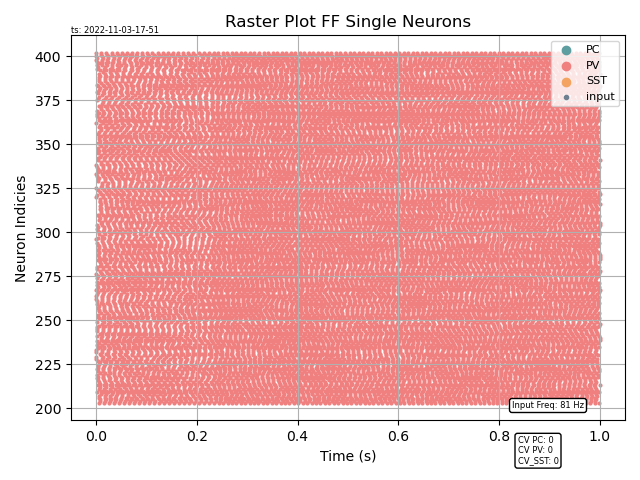 Raster Plot FF Single Neurons
ts: 2022-11-03-17-51
PC
PV
SST
input
400
375
350
325
300
275
250
225
200
Neuron Indicies
Input Freq: 81 Hz
0.0 0.2 0.4 0.6 0.8 1.0
Time (s)
CV PC: 0
CV PV: 0
CV_SST: 0